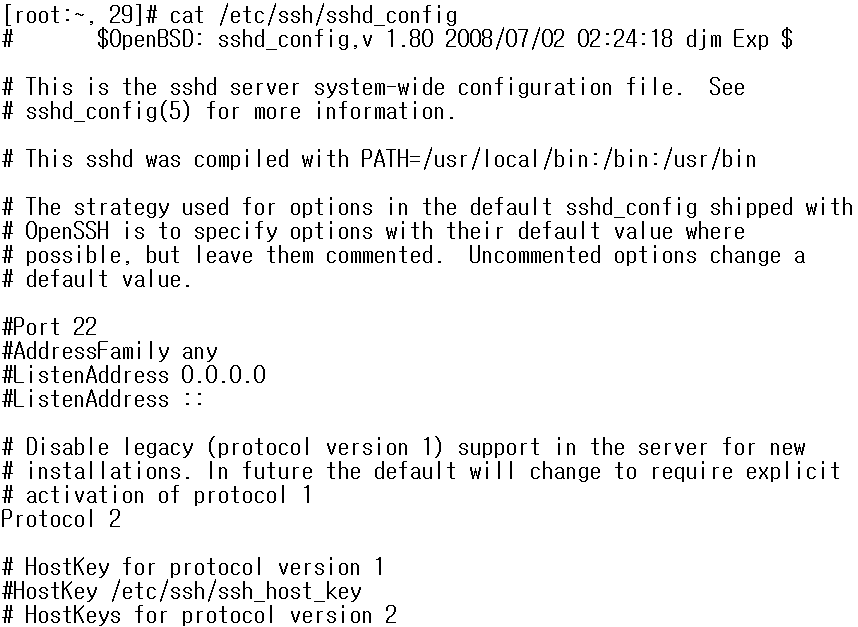 [root:~, 29]# cat /etc/ssh/sshd_config
#       $OpenBSD: sshd_config,v 1.80 2008/07/02 02:24:18 djm Exp $
# This is the sshd server system-wide configuration file.  See
# sshd_config(5) for more information.
# This sshd was compiled with PATH=/usr/local/bin:/bin:/usr/bin
# The strategy used for options in the default sshd_config shipped with
# OpenSSH is to specify options with their default value where
# possible, but leave them commented.  Uncommented options change a
# default value.
#Port 22
#AddressFamily any
#ListenAddress 0.0.0.0
#ListenAddress ::
# Disable legacy (protocol version 1) support in the server for new
# installations. In future the default will change to require explicit
# activation of protocol 1
Protocol 2
# HostKey for protocol version 1
#HostKey /etc/ssh/ssh_host_key
# HostKeys for protocol version 2